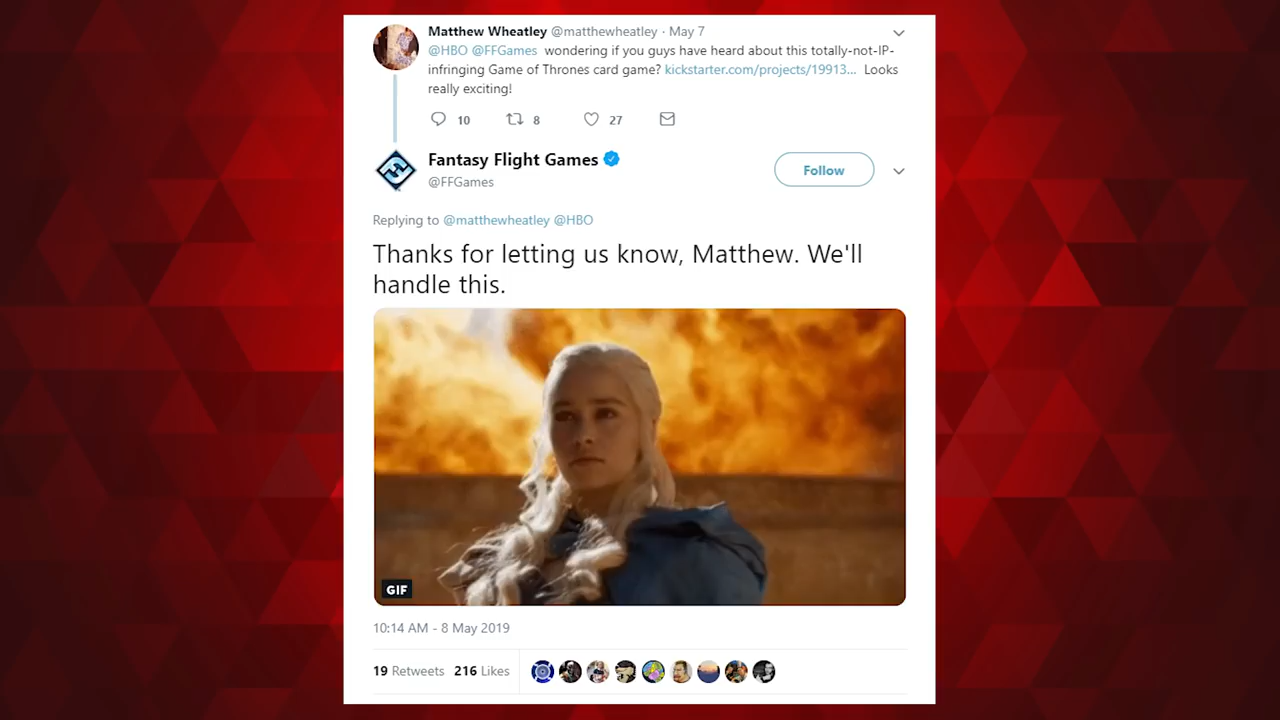 Matthew Wheatley @matthewheatley · May 7
@HBO @FFGames wondering if you guys have heard about this totally-not-IP-
infringing Game of Thrones card game? kickstarter.com/projects/19913... Looks
really exciting!
10 8 27
Fantasy Flight Games
Follow
@FFGames
Replying to @matthewheatley @HBO
Thanks for letting us know, Matthew. We'll
handle this.
GIF
10:14 AM - 8 May 2019
19 Retweets 216 Likes